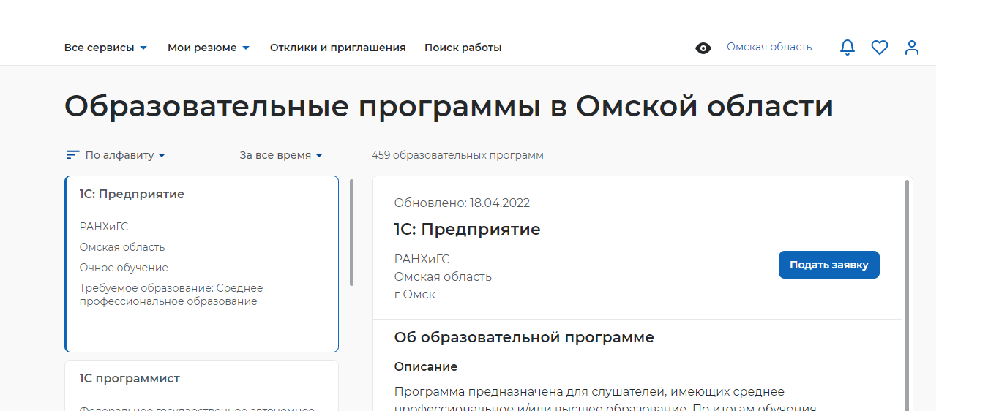 Все сервисы Мои резюме Отклики и приглашения Поиск работы Омская область
Образовательные программы в Омской области
По алфавиту За все время 459 образовательных программ
1С: Предприятие
РАНХиГС
Омская область
Очное обучение
Требуемое образование: Среднее
профессиональное образование
1С программист
Федеральное государственное автономное
Обновлено: 18.04.2022
1С: Предприятие
РАНХиГС
Омская область
г Омск
Подать заявку
Об образовательной программе
Описание
Программа предназначена для слушателей, имеющих среднее
профессиональное и/или высшее образование. По итогам обучения